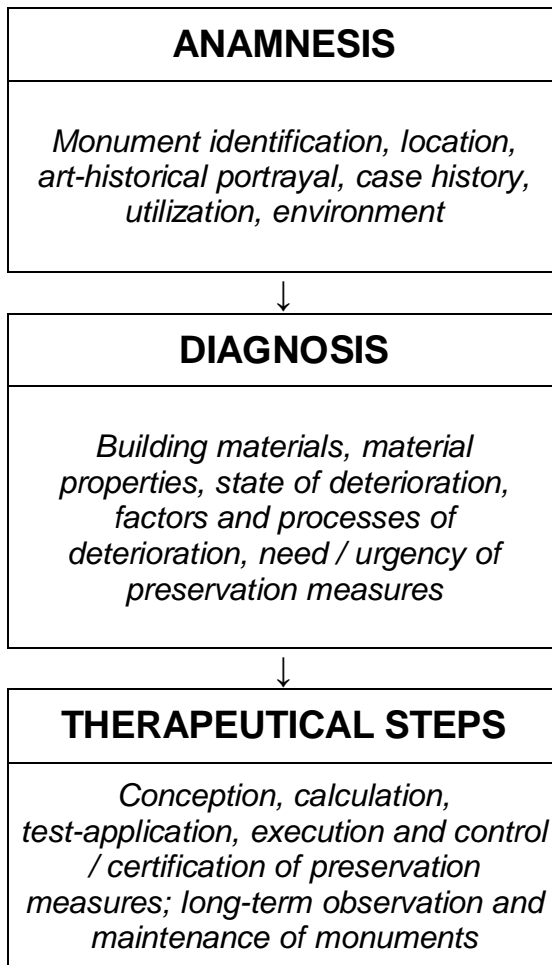 ANAMNESIS
Monument identification, location,
art-historical portrayal, case history,
utilization, environment
↓
DIAGNOSIS
Building materials, material
properties, state of deterioration,
factors and processes of
deterioration, need / urgency of
preservation measures
↓
THERAPEUTICAL STEPS
Conception, calculation,
test-application, execution and control
/ certification of preservation
measures; long-term observation and
maintenance of monuments